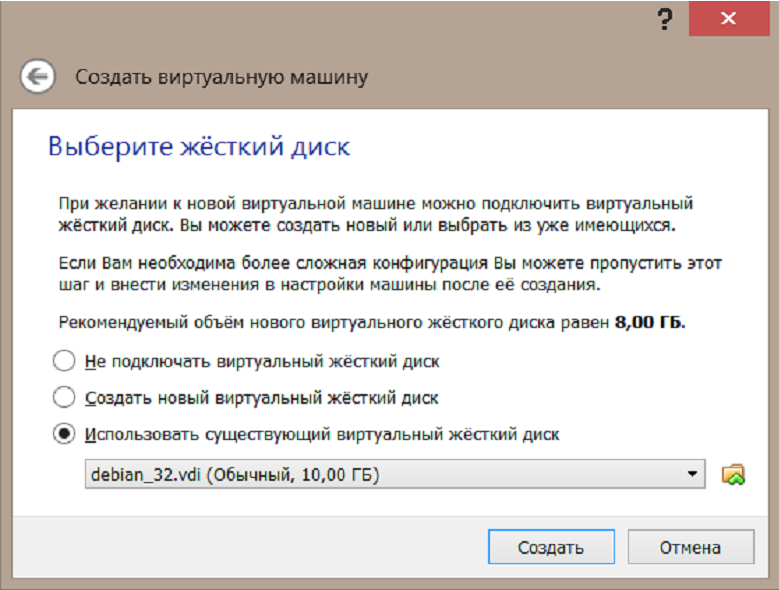 ?
Создать виртуальную машину
Выберите жёсткий диск
При желании к новой виртуальной машине можно подключить виртуальный
жёсткий диск. Вы можете создать новый или выбрать из уже имеющихся.
Если Вам необходима более сложная конфигурация Вы можете пропустить этот
шаг и внести изменения в настройки машины после её создания.
Рекомендуемый объём нового виртуального жёсткого диска равен 8,00 ГБ.
Не подключать виртуальный жёсткий диск
Создать новый виртуальный жёсткий диск
Использовать существующий виртуальный жёсткий диск
debian_32.vdi (Обычный, 10,00 ГБ)
Создать
Отмена